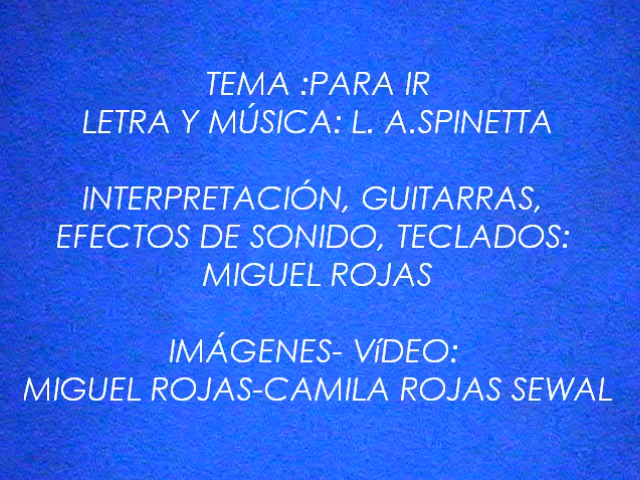 TEMA :PARA IR
LETRA Y MÚSICA: L. A.SPINETTA
INTERPRETACIÓN, GUITARRAS,
EFECTOS DE SONIDO, TECLADOS:
MIGUEL ROJAS
IMÁGENES- VíDEO:
MIGUEL ROJAS-CAMILA ROJAS SEWAL